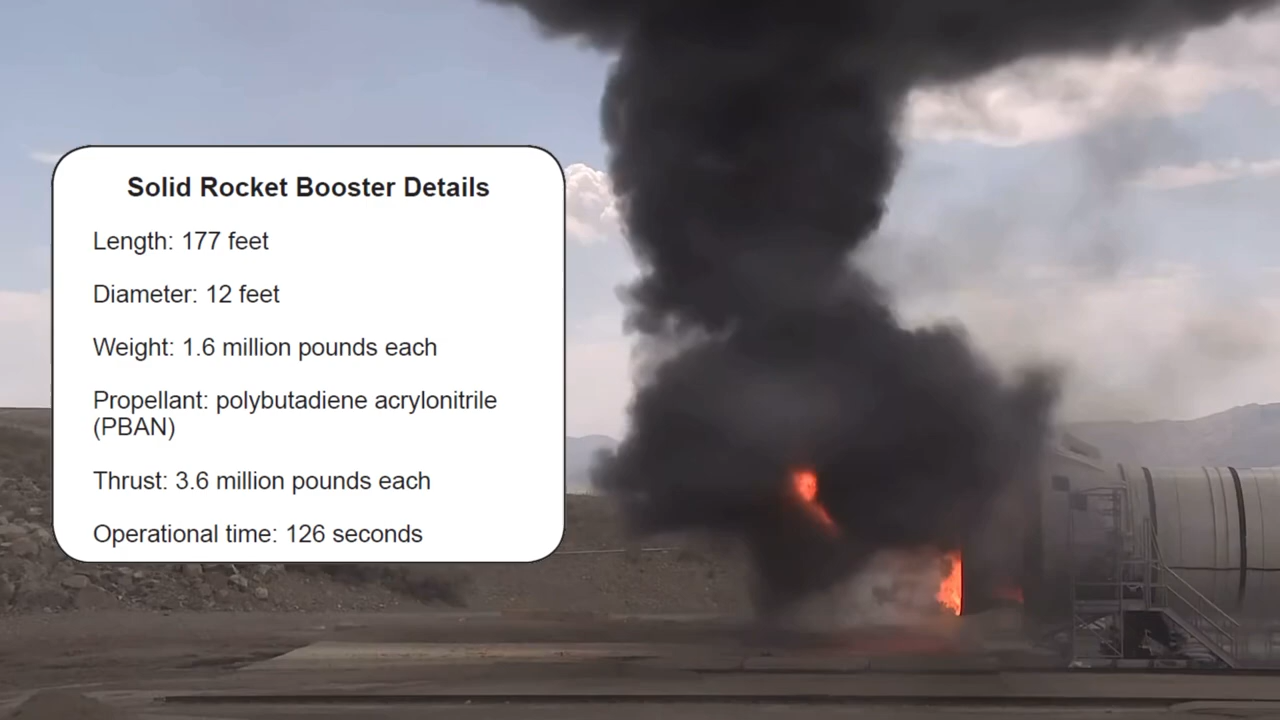 Solid Rocket Booster Details
Length: 177 feet
Diameter: 12 feet
Weight: 1.6 million pounds each
Propellant: polybutadiene acrylonitrile
(PBAN)
Thrust: 3.6 million pounds each
Operational time: 126 seconds